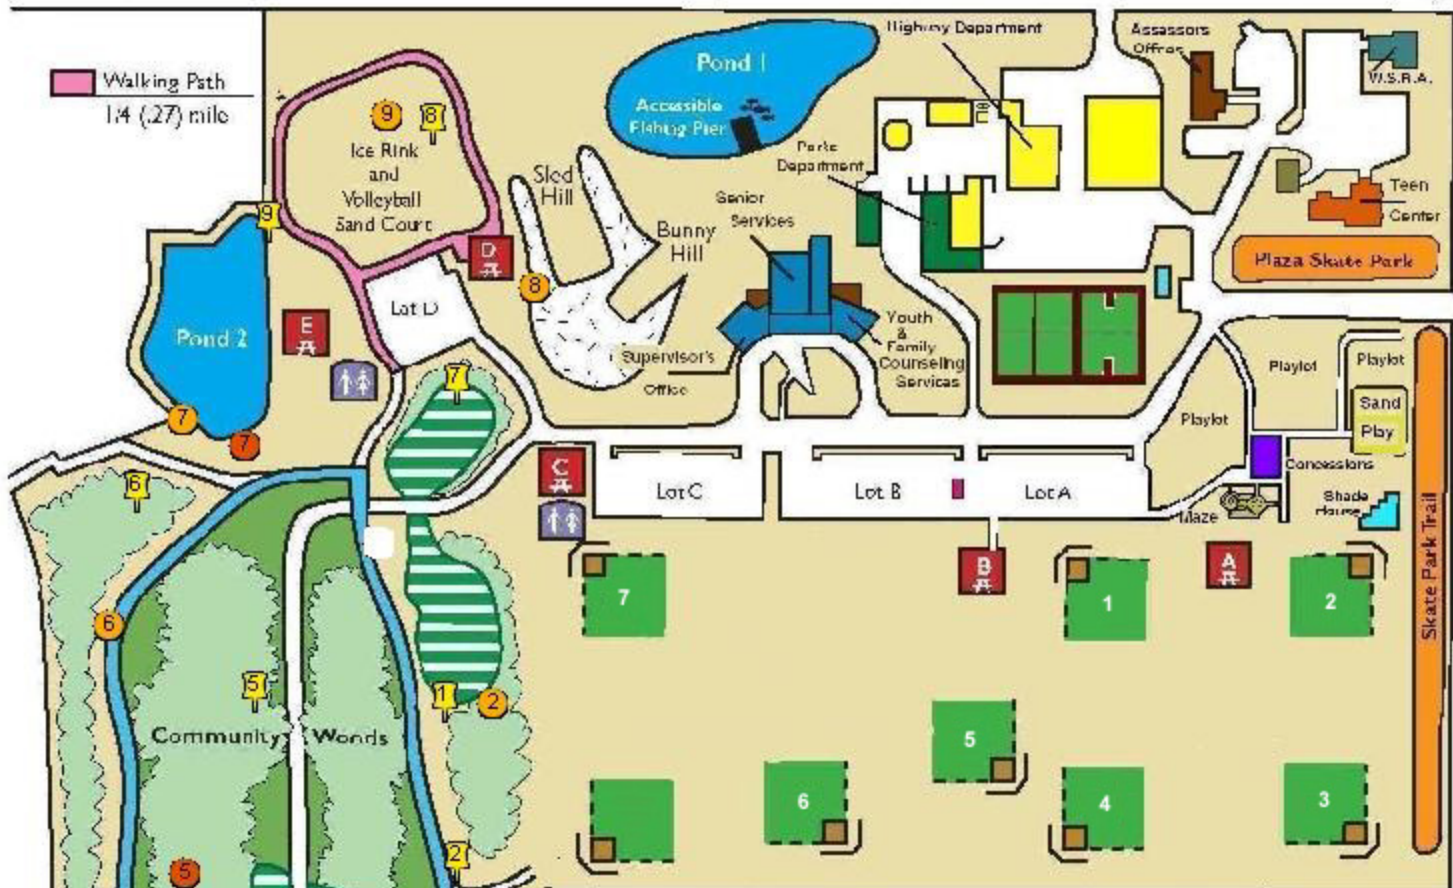 Highway Department
Assessors
Offices
Pond 1
W.S.R.A.
Walking Path
1/4 (.27) mile
9
8
Accessible
Fishing Pier
Parks
Department
Ice Rink
and
Volleyball
Sand Court
Sled
Hill
Senior
Services
Teen
Center
9
Bunny
Hill
D
Plaza Skate Park
8
Lot D
E
Pond 2
Youth
&
Family
Counseling
Services
Supervisor's
Office
Playlot
Playlot
7
Sand
Play
Playlot
7
7
C
Concessions
6
Lot C
Lot B
Lot A
Shade
House
Maze
B
A
7
1
2
Skate Park Trail
6
5
1
2
Community Woods
5
6
4
3
2
5